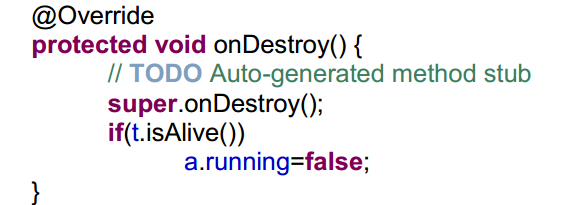 @Override
protected void onDestroy() {
// TODO Auto-generated method stub
super.onDestroy();
if(t.isAlive())
a.running=false;
}